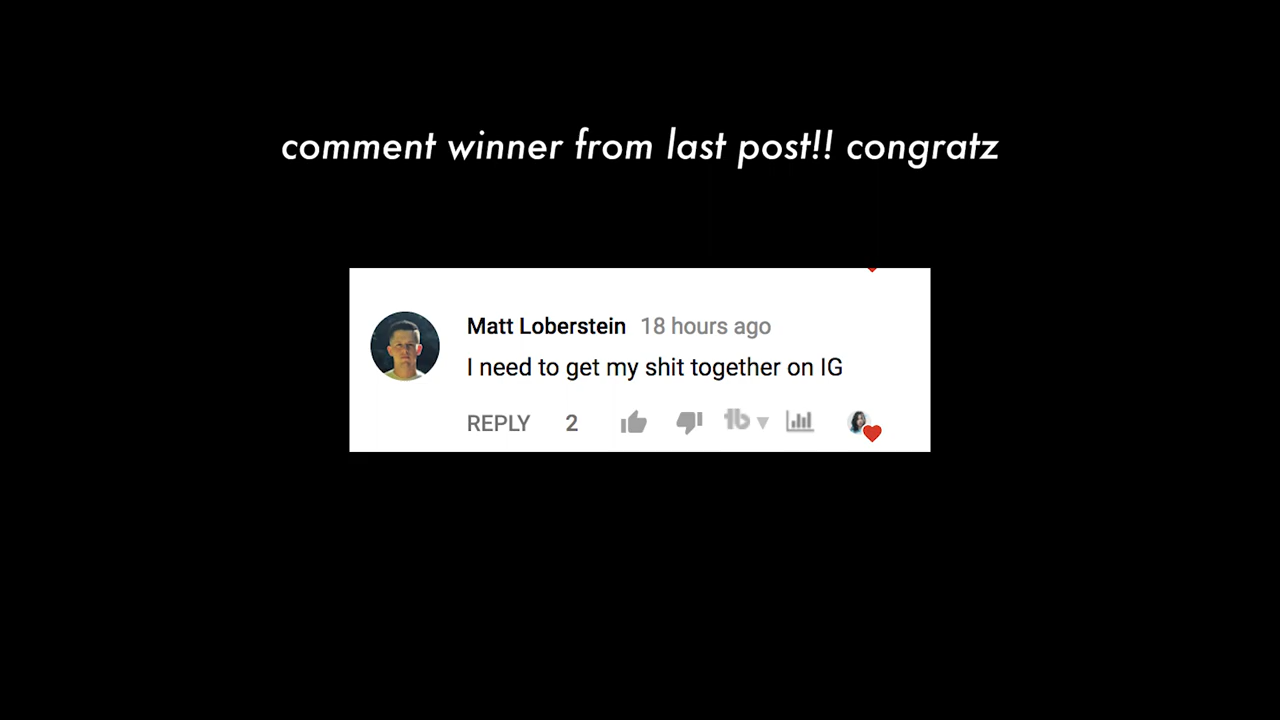 comment winner from last post!! congratz
Matt Loberstein 18 hours ago
I need to get my shit together on IG
REPLY 2